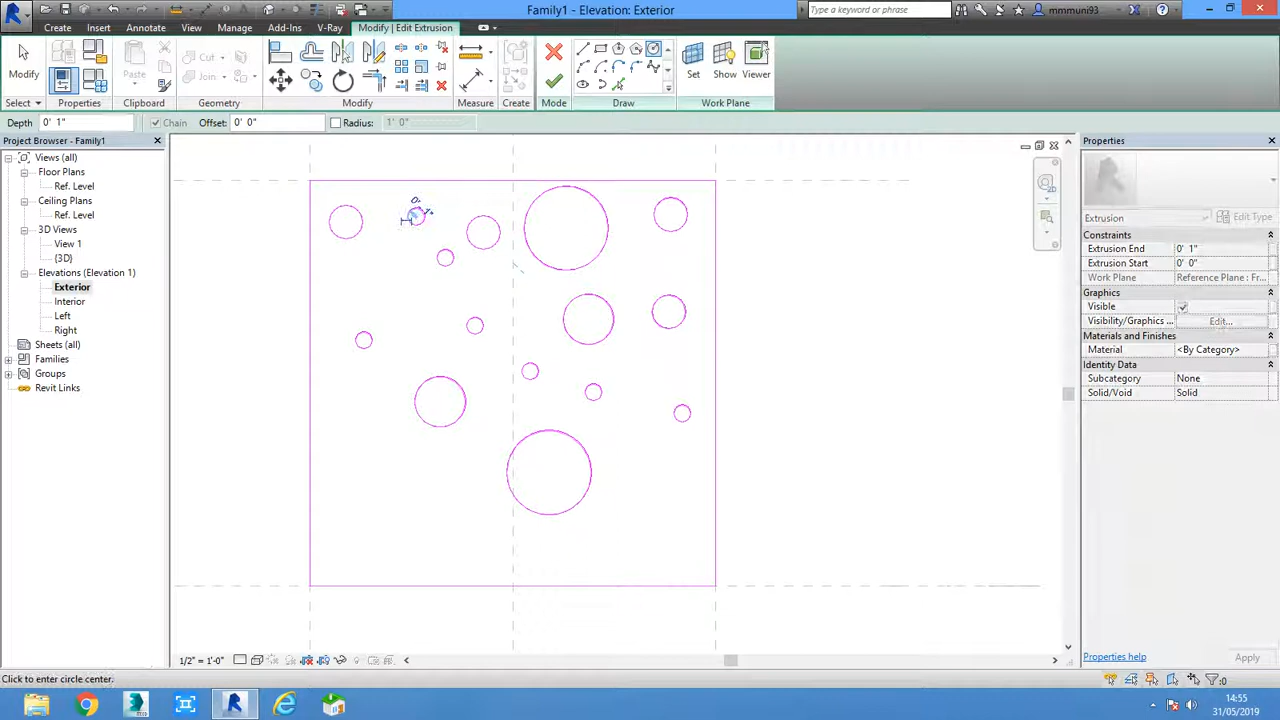 Family1 - Elevation: Exterior
Type a keyword or phrase
mmmuni93
Create
Insert
Annotate
View
Manage
Add-Ins
V-Ray
Modify | Edit Extrusion
Modify
Paste
Cut
Join
Set
Show
Viewer
Select
Properties
Clipboard
Geometry
Modify
Measure
Create
Mode
Draw
Work Plane
Depth
0' 1"
Chain
Offset:
0' 0"
Radius:
1' 0"
Project Browser - Family1
Views (all)
Floor Plans
Ref. Level
Ceiling Plans
Ref. Level
3D Views
View 1
{3D}
Elevations (Elevation 1)
Exterior
Interior
Left
Right
Sheets (all)
Families
Groups
Revit Links
Properties
Extrusion
Edit Type
Constraints
Extrusion End
0' 1"
Extrusion Start
0' 0"
Work Plane
Reference Plane : Fr...
Graphics
Visible
Visibility/Graphics ...
Edit...
Materials and Finishes
Material
<By Category>
Identity Data
Subcategory
None
Solid/Void
Solid
Properties help
Apply
1/2" = 1'-0"
Click to enter circle center.
:0
14:55
31/05/2019